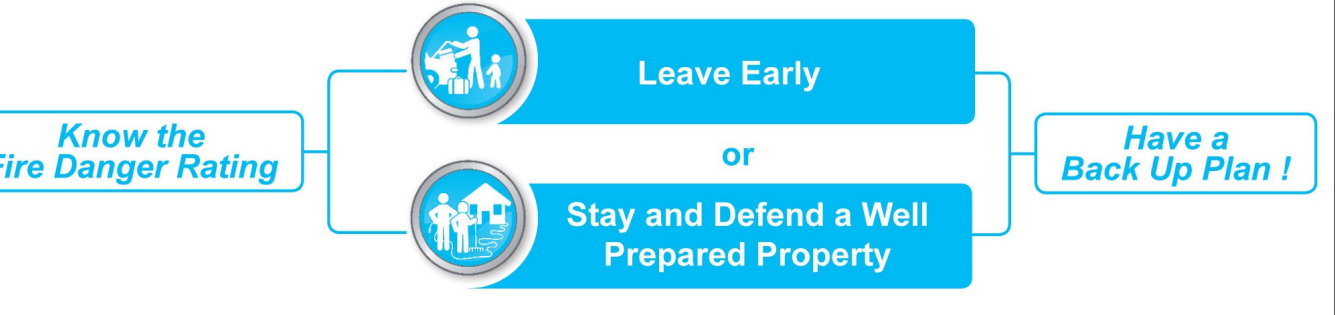 Know the
Fire Danger Rating
Leave Early
or
Stay and Defend a Well
Prepared Property
Have a
Back Up Plan !